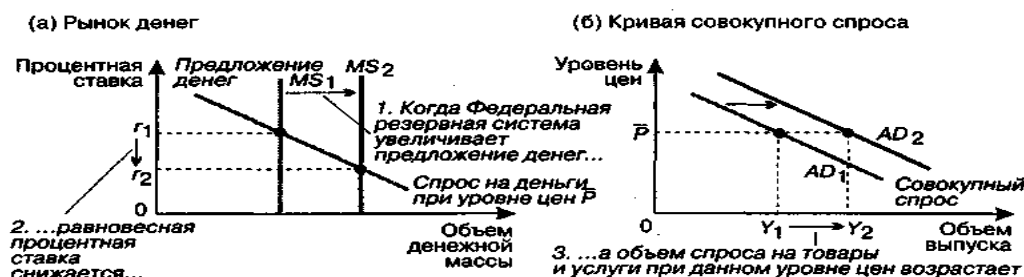 (а) Рынок денег
Процентная
ставка
Предложение
денег
MS1
MS2
1. Когда Федеральная
резервная система
увеличивает
предложение денег...
r1
r2
0
Спрос на деньги
при уровне цен P̅
Объем
денежной
массы
2. ...равновесная
процентная
ставка
снижается...
(б) Кривая совокупного спроса
Уровень
цен
P̅
AD2
AD1
Совокупный
спрос
0
Y1
Y2
Объем
выпуска
3. ...а объем спроса на товары
и услуги при данном уровне цен возрастает